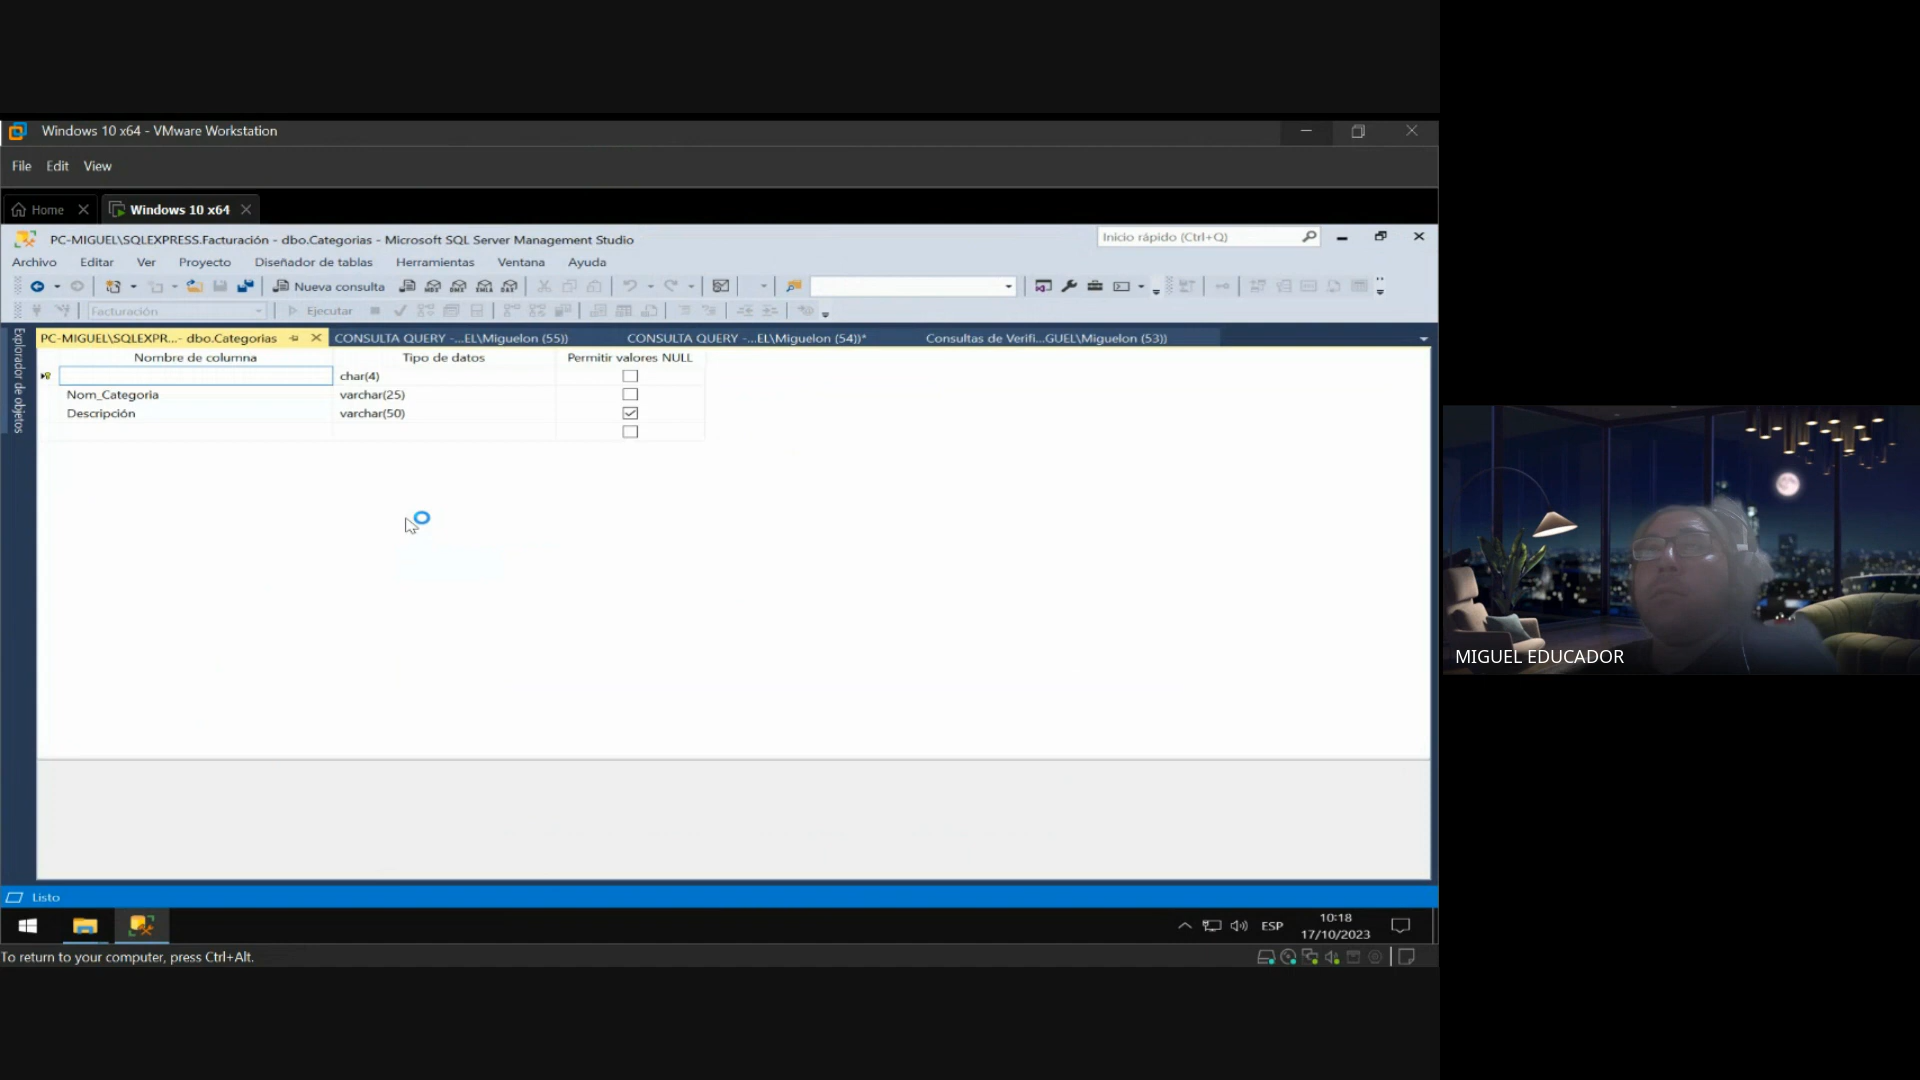 Windows 10 x64 - VMware Workstation
File Edit View
Home Windows 10 x64
PC-MIGUEL\SQLEXPRESS.Facturación - dbo.Categorias - Microsoft SQL Server Management Studio
Inicio rápido (Ctrl+Q)
Archivo Editar Ver Proyecto Diseñador de tablas Herramientas Ventana Ayuda
Nueva consulta
Facturación Ejecutar
PC-MIGUEL\SQLEXPR...- dbo.Categorias CONSULTA QUERY -...EL\Miguelon (55)) CONSULTA QUERY -...EL\Miguelon (54))* Consultas de Verifi...GUEL\Miguelon (53))
Explorador de objetos
Nombre de columna Tipo de datos Permitir valores NULL
char(4)
Nom_Categoria varchar(25)
Descripción varchar(50)
Listo
ESP
10:18
17/10/2023
To return to your computer, press Ctrl+Alt.
MIGUEL EDUCADOR